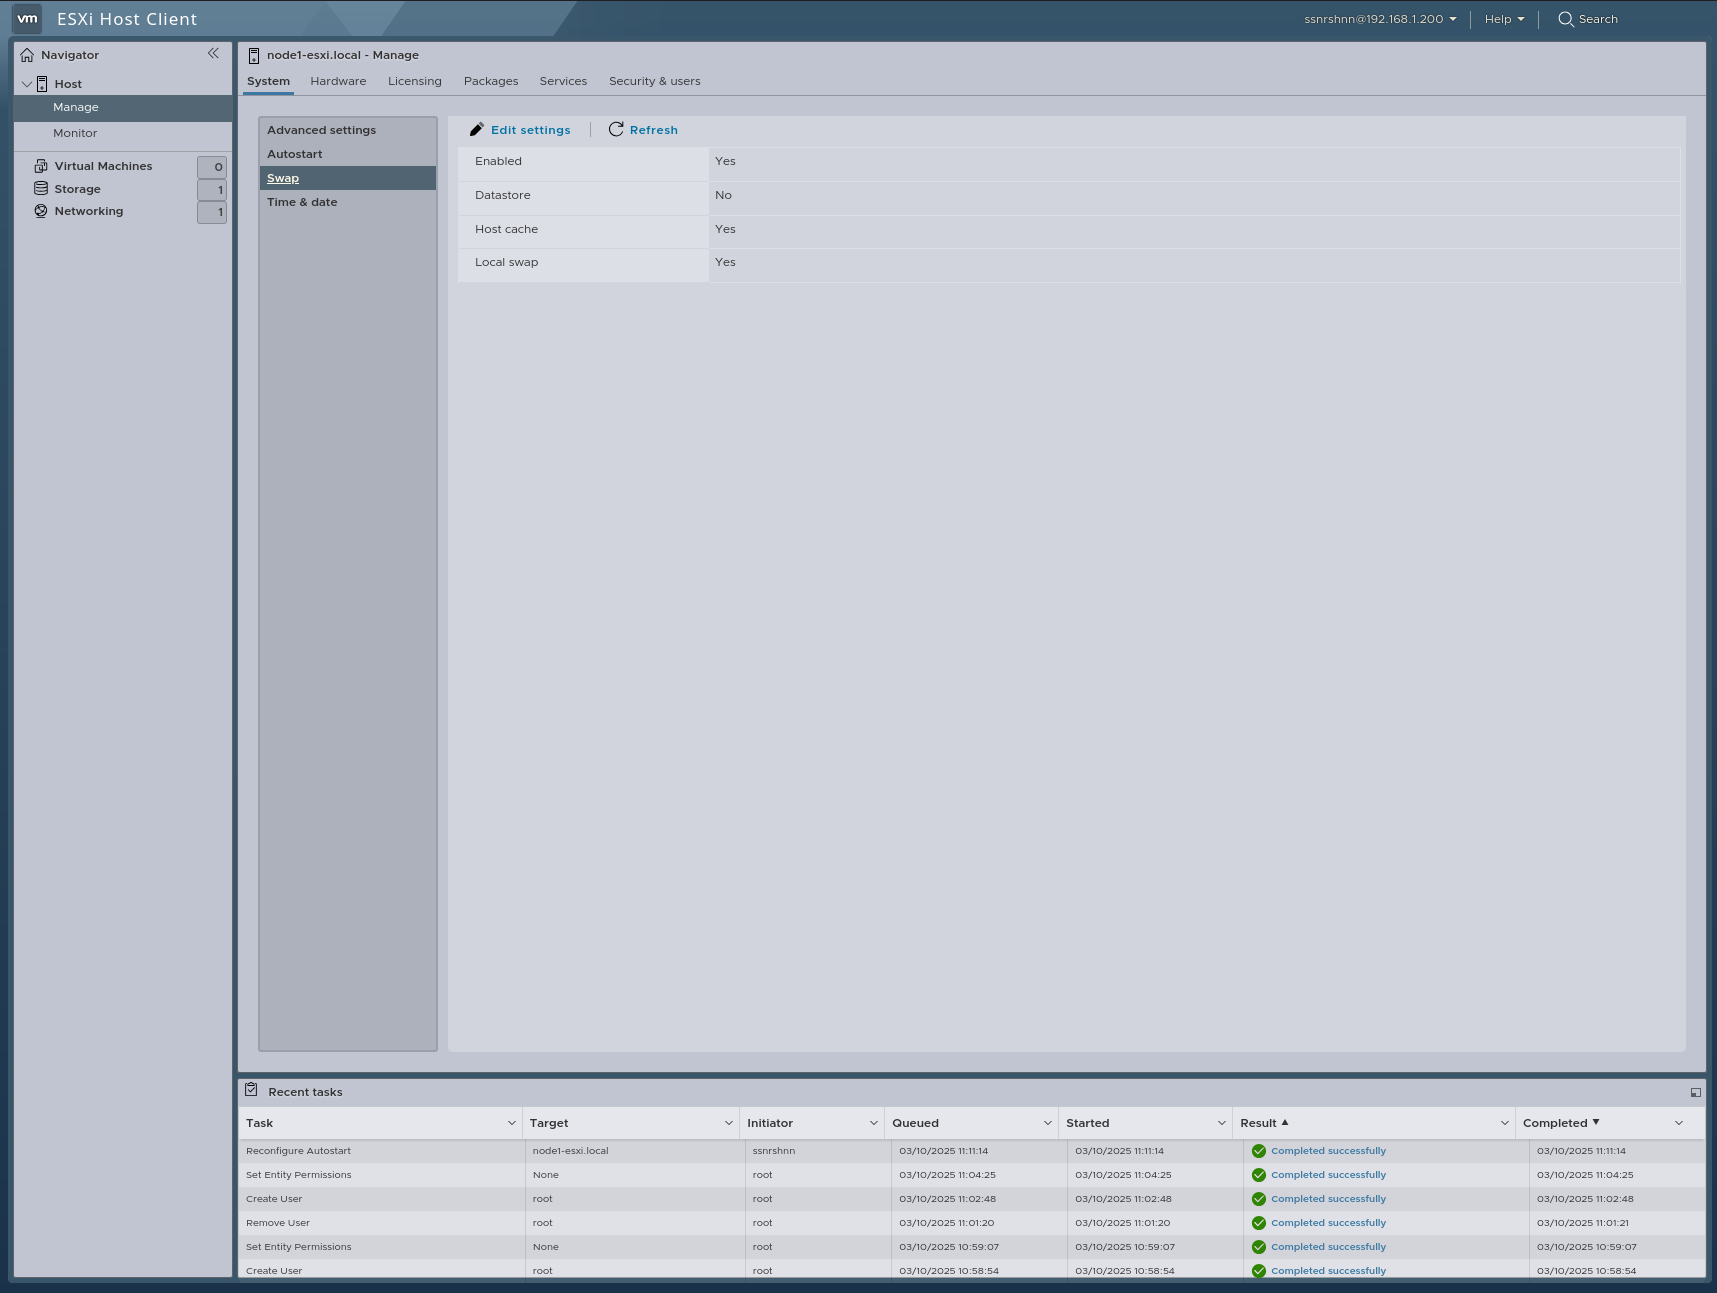 vm ESXi Host Client
ssnrshnn@192.168.1.200 Help Search
Navigator
Host
Manage
Monitor
Virtual Machines 0
Storage 1
Networking 1
node1-esxi.local - Manage
System Hardware Licensing Packages Services Security & users
Advanced settings
Autostart
Swap
Time & date
Edit settings Refresh
Enabled Yes
Datastore No
Host cache Yes
Local swap Yes
Recent tasks
Task Target Initiator Queued Started Result Completed
Reconfigure Autostart node1-esxi.local ssnrshnn 03/10/2025 11:11:14 03/10/2025 11:11:14 Completed successfully 03/10/2025 11:11:14
Set Entity Permissions None root 03/10/2025 11:04:25 03/10/2025 11:04:25 Completed successfully 03/10/2025 11:04:25
Create User root root 03/10/2025 11:02:48 03/10/2025 11:02:48 Completed successfully 03/10/2025 11:02:48
Remove User root root 03/10/2025 11:01:20 03/10/2025 11:01:20 Completed successfully 03/10/2025 11:01:21
Set Entity Permissions None root 03/10/2025 10:59:07 03/10/2025 10:59:07 Completed successfully 03/10/2025 10:59:07
Create User root root 03/10/2025 10:58:54 03/10/2025 10:58:54 Completed successfully 03/10/2025 10:58:54